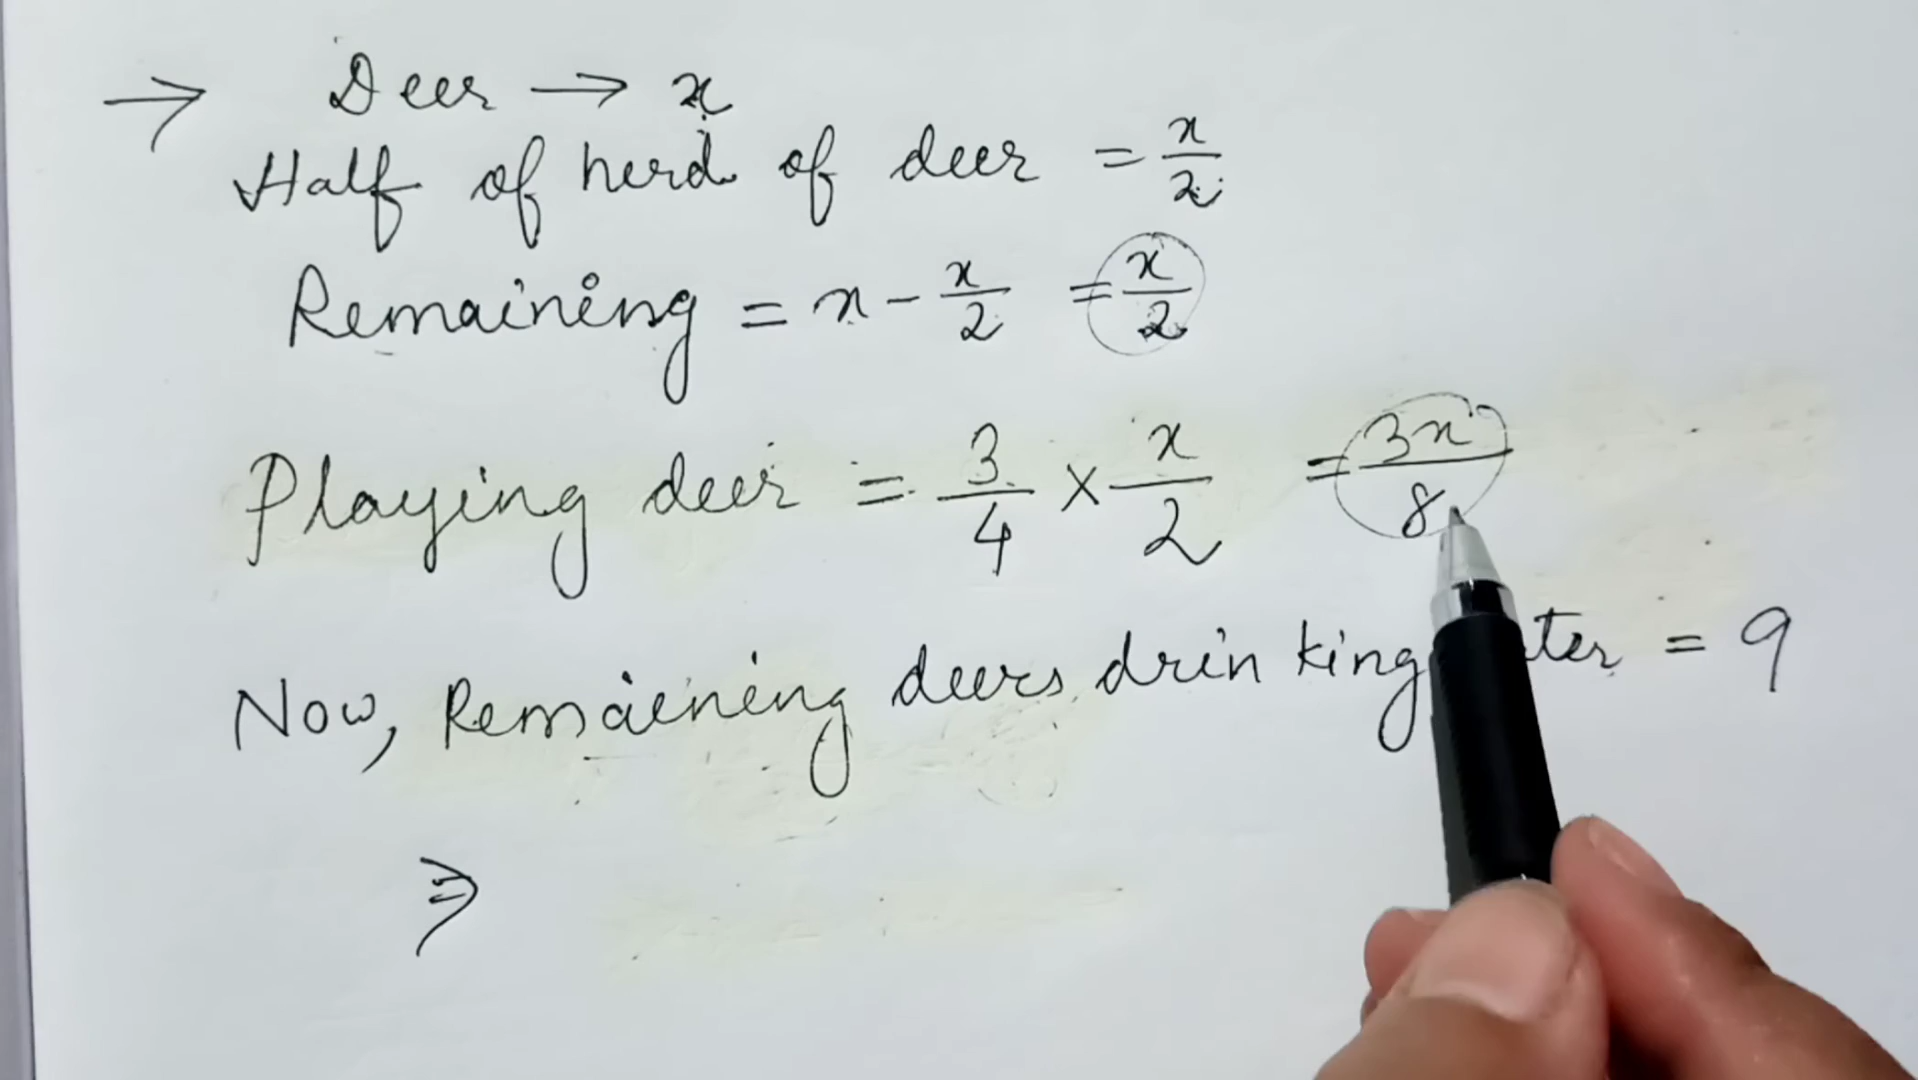 → Deer → x
Half of herd of deer = x/2
Remaining = x - x/2 = x/2
Playing deer = 3/4 × x/2 = 3x/8
Now, Remaining deers drinking = 9
⇒